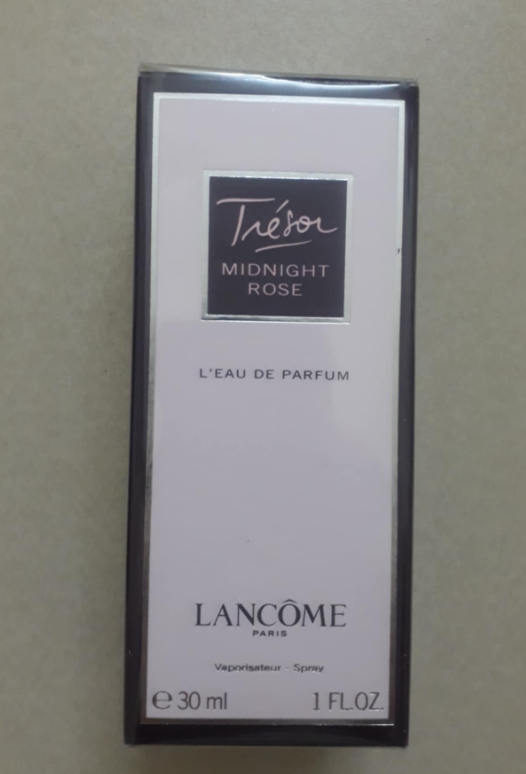 Trésor
MIDNIGHT
ROSE
L'EAU DE PARFUM
LANCÔME
PARIS
Vaporisateur - Spray
℮ 30 ml 1 FL.OZ.